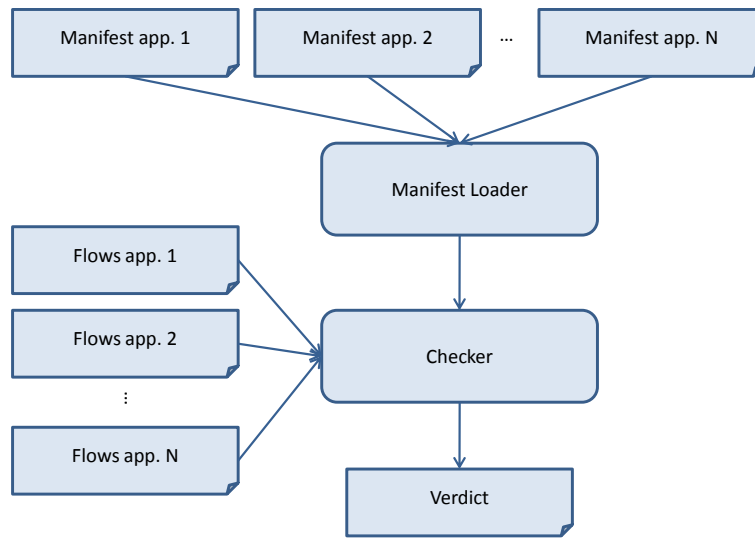 Manifest app. 1
Manifest app. 2
...
Manifest app. N
Manifest Loader
Flows app. 1
Flows app. 2
...
Flows app. N
Checker
Verdict